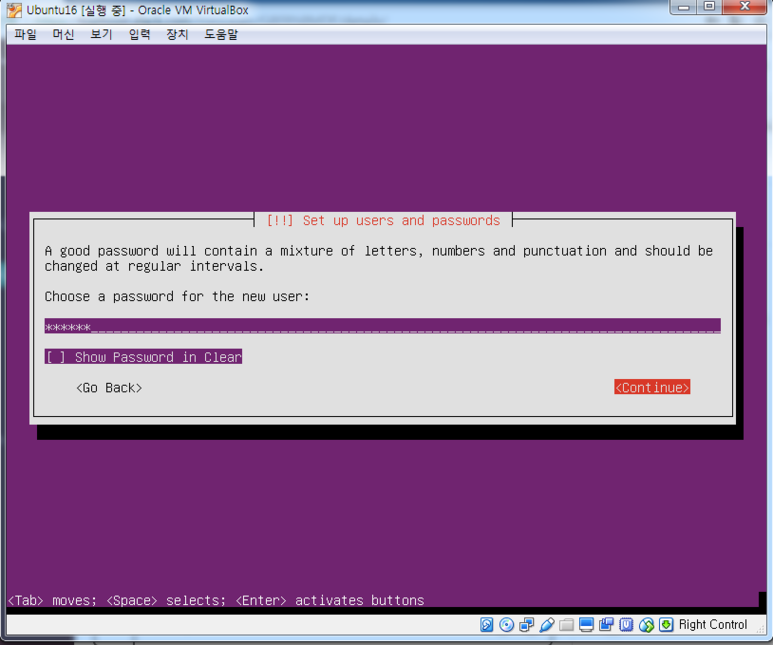 Ubuntu16 [실행 중] - Oracle VM VirtualBox
파일 머신 보기 입력 장치 도움말
[!!] Set up users and passwords
A good password will contain a mixture of letters, numbers and punctuation and should be
changed at regular intervals.
Choose a password for the new user:
******
[ ] Show Password in Clear
<Go Back> <Continue>
<Tab> moves; <Space> selects; <Enter> activates buttons
Right Control